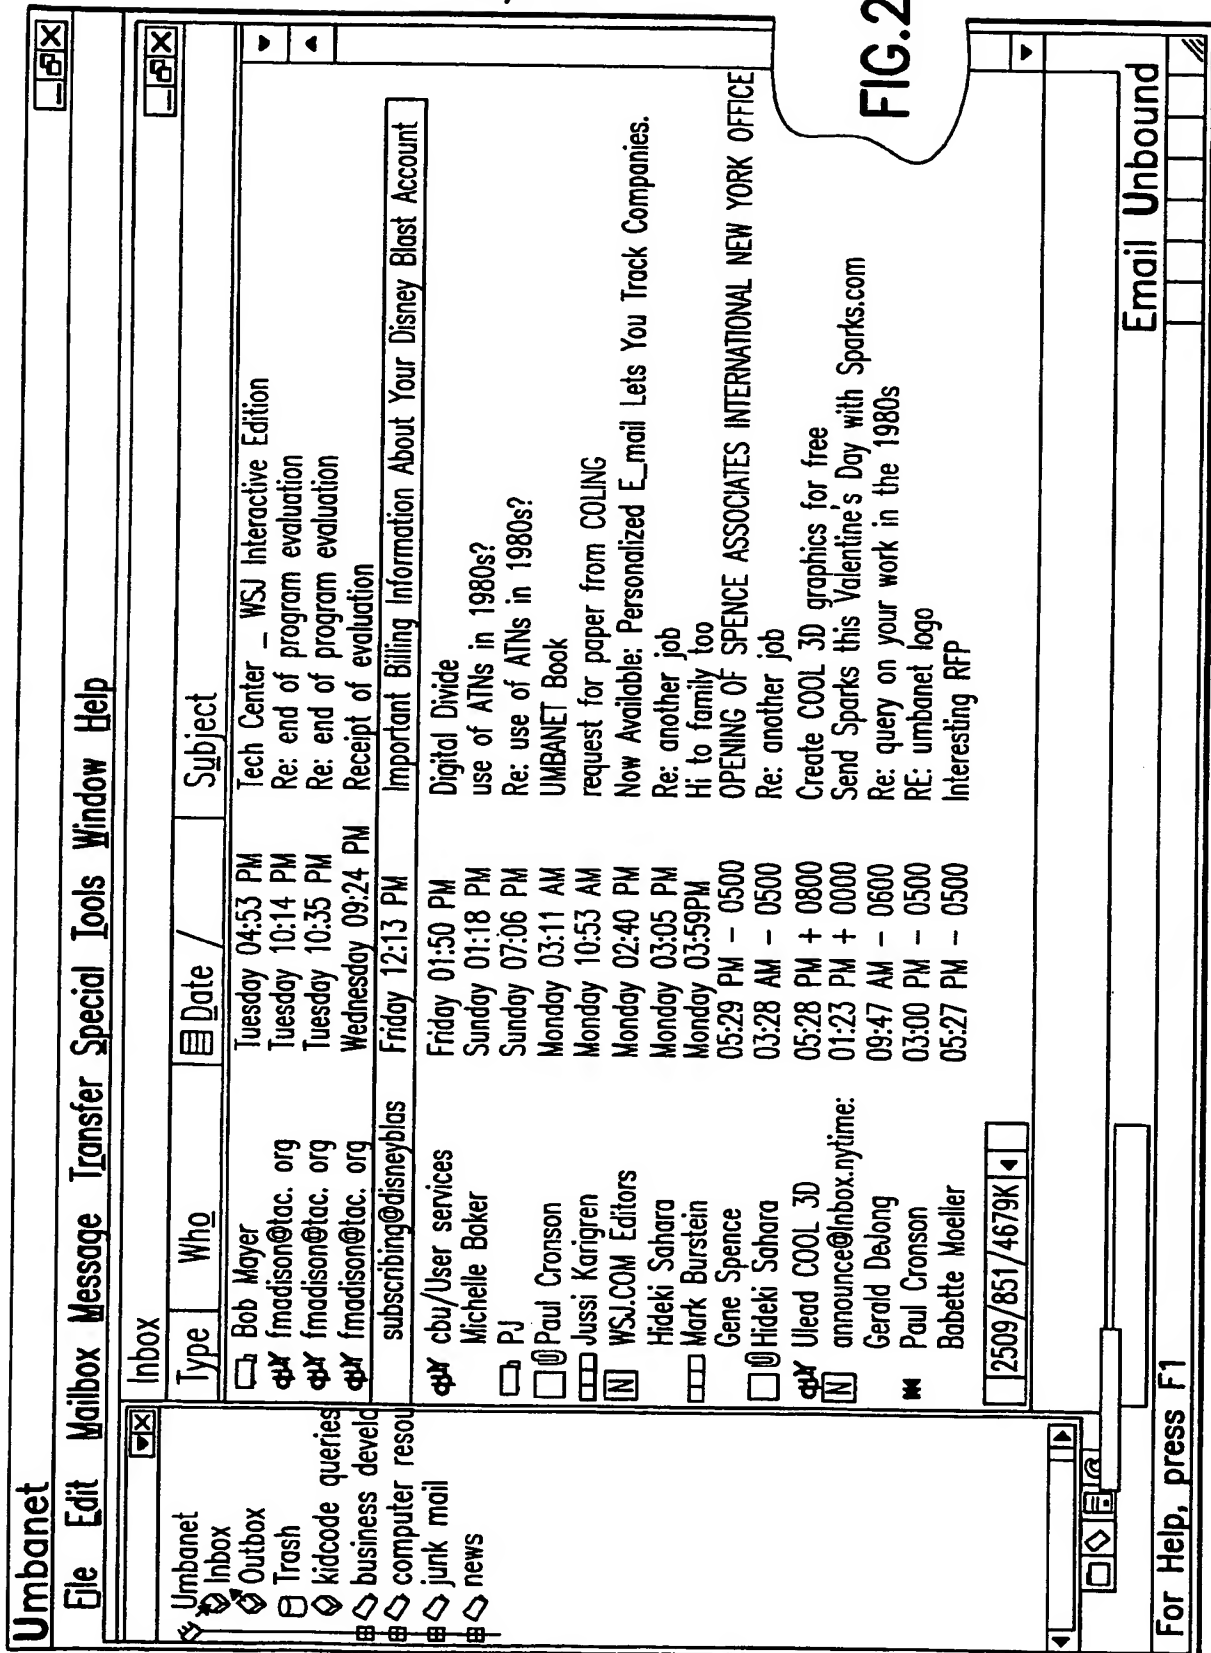 Umbanet
File Edit Mailbox Message Transfer Special Tools Window Help
Umbanet
Inbox
Outbox
Trash
kidcode queries
business develo
computer resou
junk mail
news
Inbox
Type Who Date / Subject
Bob Mayer Tuesday 04:53 PM Tech Center _ WSJ Interactive Edition
fmadison@tac. org Tuesday 10:14 PM Re: end of program evaluation
fmadison@tac. org Tuesday 10:35 PM Re: end of program evaluation
fmadison@tac. org Wednesday 09:24 PM Receipt of evaluation
subscribing@disneyblas Friday 12:13 PM Important Billing Information About Your Disney Blast Account
cbu/User services Friday 01:50 PM Digital Divide
Michelle Baker Sunday 01:18 PM use of ATNs in 1980s?
PJ Sunday 07:06 PM Re: use of ATNs in 1980s?
Paul Cronson Monday 03:11 AM UMBANET Book
Jussi Karigren Monday 10:53 AM request for paper from COLING
N WSJ.COM Editors Monday 02:40 PM Now Available: Personalized E_mail Lets You Track Companies.
Hideki Sahara Monday 03:05 PM Re: another job
Mark Burstein Monday 03:59PM Hi to family too
Gene Spence 05:29 PM – 0500 OPENING OF SPENCE ASSOCIATES INTERNATIONAL NEW YORK OFFICE
Hideki Sahara 03:28 AM – 0500 Re: another job
Ulead COOL 3D 05:28 PM + 0800 Create COOL 3D graphics for free
N announce@Inbox.nytime: 01:23 PM + 0000 Send Sparks this Valentine's Day with Sparks.com
Gerald DeJong 09:47 AM – 0600 Re: query on your work in the 1980s
Paul Cronson 03:00 PM – 0500 RE: umbanet logo
Babette Moeller 05:27 PM – 0500 Interesting RFP
2509/851/4679K
Email Unbound
For Help, press F1
FIG.2